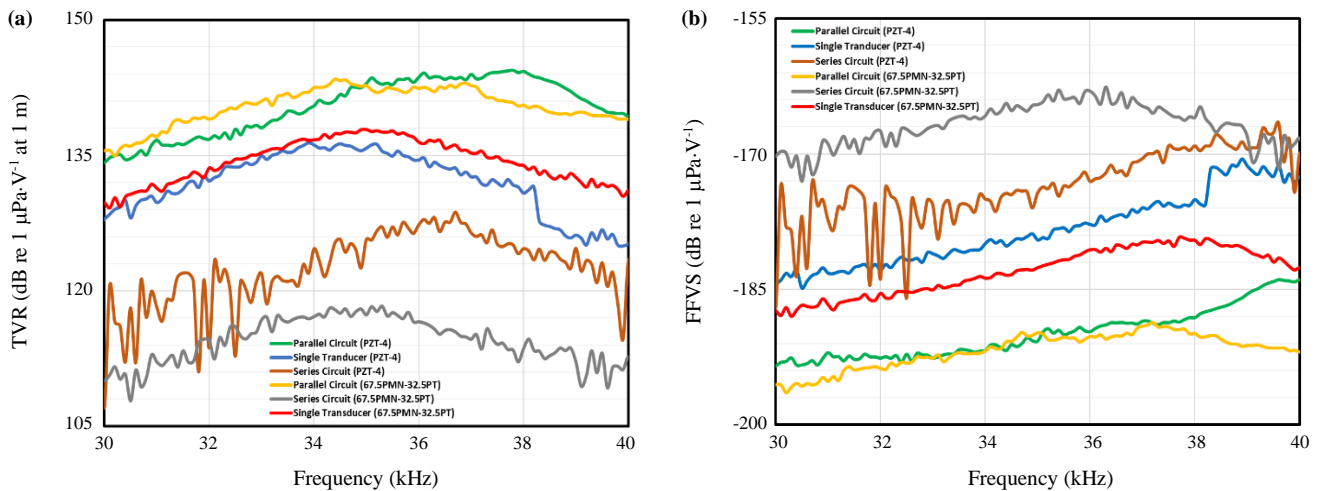 (a)
150
135
120
105
TVR (dB re 1 μPa·V⁻¹ at 1 m)
Parallel Circuit (PZT-4)
Single Tranducer (PZT-4)
Series Circuit (PZT-4)
Parallel Circuit (67.5PMN-32.5PT)
Series Circuit (67.5PMN-32.5PT)
Single Transducer (67.5PMN-32.5PT)
30 32 34 36 38 40
Frequency (kHz)
(b)
-155
-170
-185
-200
FFVS (dB re 1 μPa·V⁻¹)
Parallel Circuit (PZT-4)
Single Tranducer (PZT-4)
Series Circuit (PZT-4)
Parallel Circuit (67.5PMN-32.5PT)
Series Circuit (67.5PMN-32.5PT)
Single Transducer (67.5PMN-32.5PT)
30 32 34 36 38 40
Frequency (kHz)